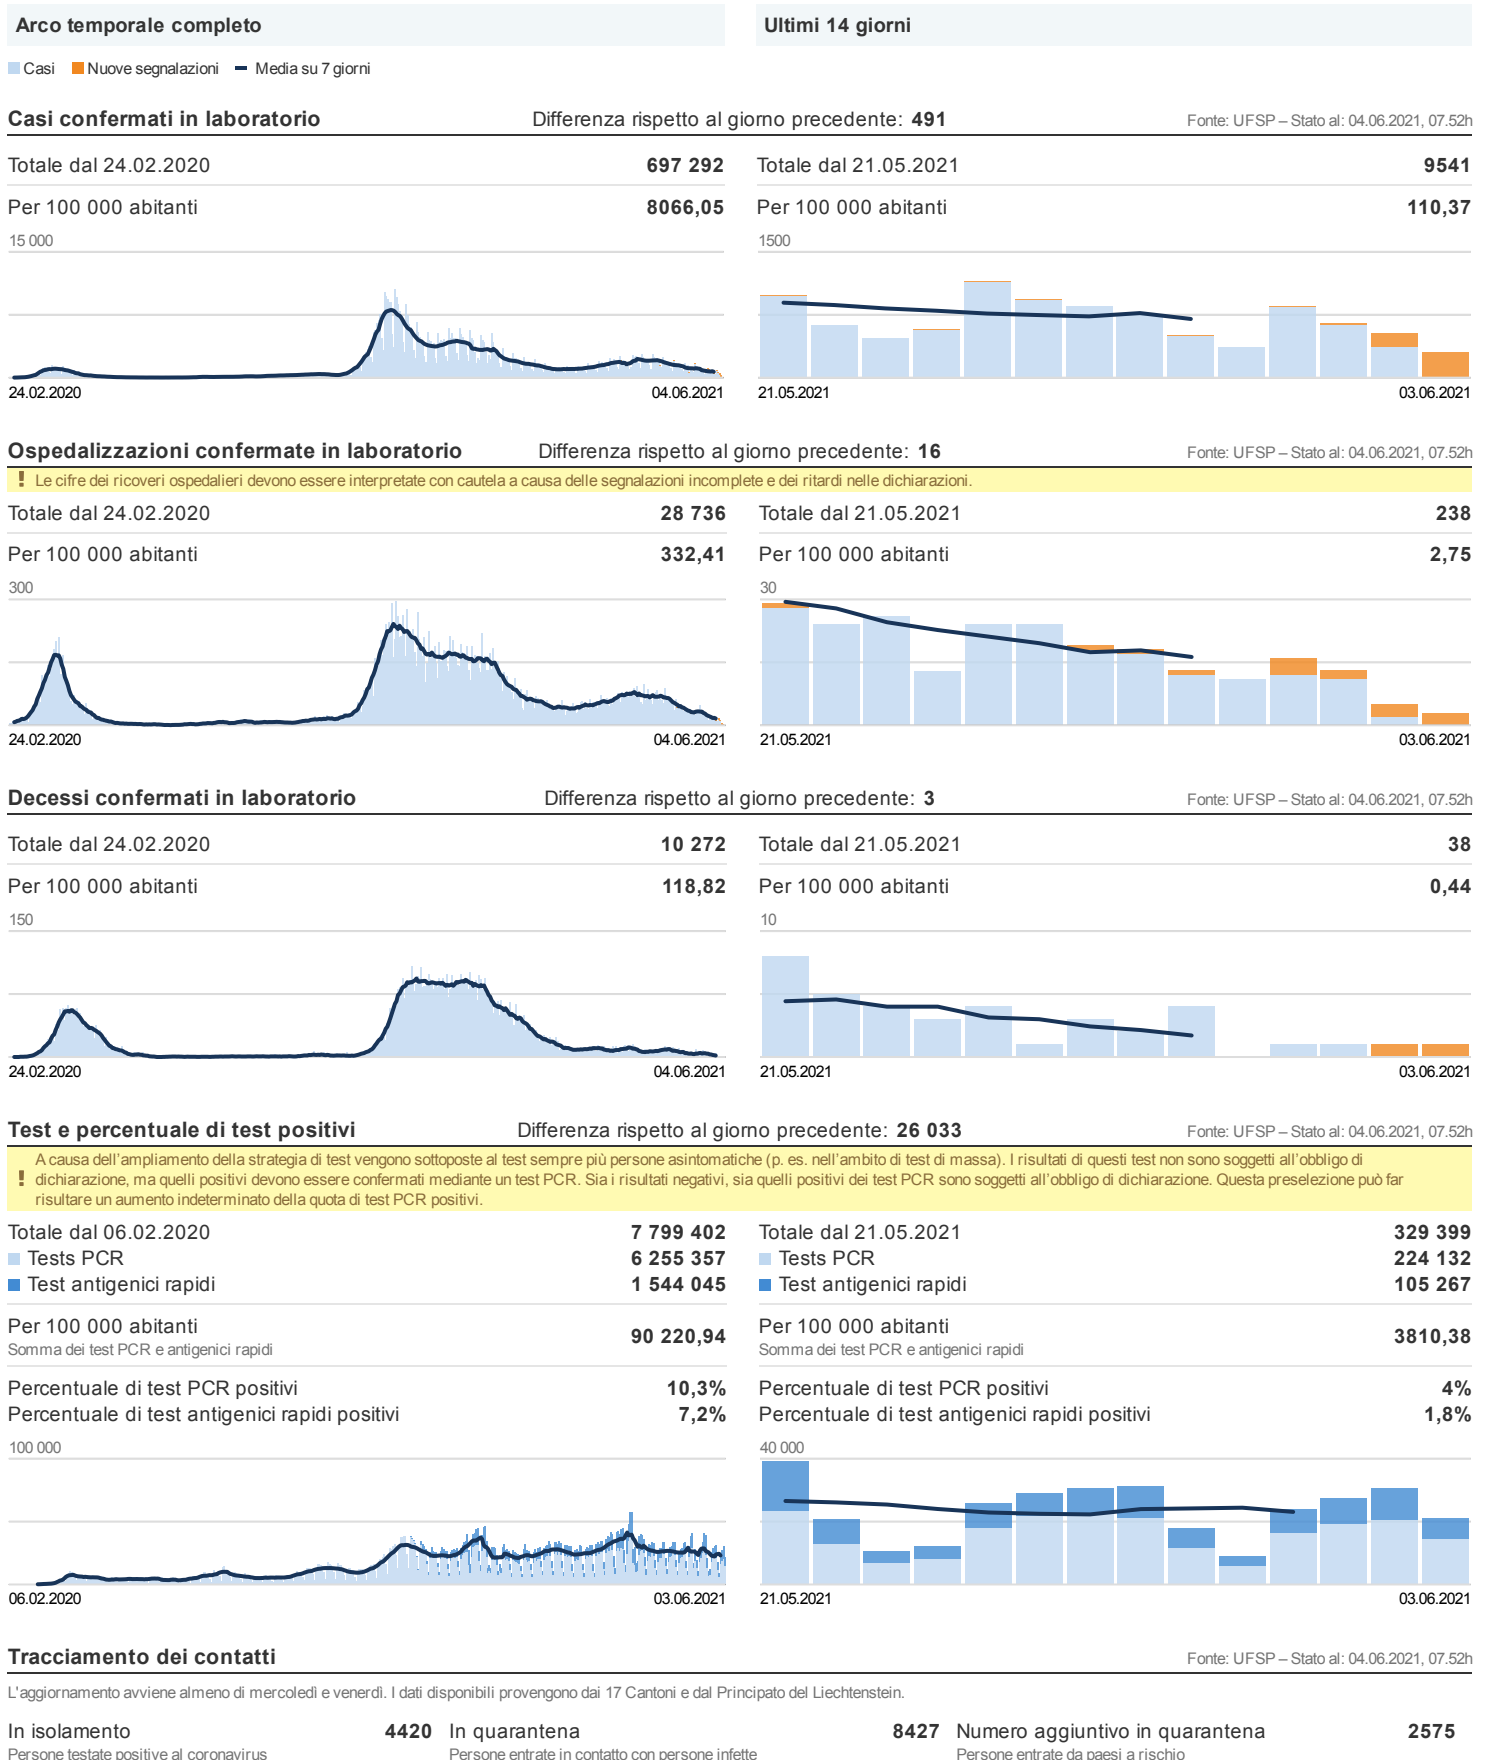 Arco temporale completo
Ultimi 14 giorni
Casi Nuove segnalazioni Media su 7 giorni
Casi confermati in laboratorio Differenza rispetto al giorno precedente: 491 Fonte: UFSP – Stato al: 04.06.2021, 07.52h
Totale dal 24.02.2020 697 292
Per 100 000 abitanti 8066,05
15 000
24.02.2020 04.06.2021
Totale dal 21.05.2021 9541
Per 100 000 abitanti 110,37
1500
21.05.2021 03.06.2021
Ospedalizzazioni confermate in laboratorio Differenza rispetto al giorno precedente: 16 Fonte: UFSP – Stato al: 04.06.2021, 07.52h
! Le cifre dei ricoveri ospedalieri devono essere interpretate con cautela a causa delle segnalazioni incomplete e dei ritardi nelle dichiarazioni.
Totale dal 24.02.2020 28 736
Per 100 000 abitanti 332,41
300
24.02.2020 04.06.2021
Totale dal 21.05.2021 238
Per 100 000 abitanti 2,75
30
21.05.2021 03.06.2021
Decessi confermati in laboratorio Differenza rispetto al giorno precedente: 3 Fonte: UFSP – Stato al: 04.06.2021, 07.52h
Totale dal 24.02.2020 10 272
Per 100 000 abitanti 118,82
150
24.02.2020 04.06.2021
Totale dal 21.05.2021 38
Per 100 000 abitanti 0,44
10
21.05.2021 03.06.2021
Test e percentuale di test positivi Differenza rispetto al giorno precedente: 26 033 Fonte: UFSP – Stato al: 04.06.2021, 07.52h
A causa dell'ampliamento della strategia di test vengono sottoposte al test sempre più persone asintomatiche (p. es. nell'ambito di test di massa). I risultati di questi test non sono soggetti all'obbligo di
! dichiarazione, ma quelli positivi devono essere confermati mediante un test PCR. Sia i risultati negativi, sia quelli positivi dei test PCR sono soggetti all'obbligo di dichiarazione. Questa preselezione può far
risultare un aumento indeterminato della quota di test PCR positivi.
Totale dal 06.02.2020 7 799 402
Tests PCR 6 255 357
Test antigenici rapidi 1 544 045
Per 100 000 abitanti 90 220,94
Somma dei test PCR e antigenici rapidi
Percentuale di test PCR positivi 10,3%
Percentuale di test antigenici rapidi positivi 7,2%
100 000
06.02.2020 03.06.2021
Totale dal 21.05.2021 329 399
Tests PCR 224 132
Test antigenici rapidi 105 267
Per 100 000 abitanti 3810,38
Somma dei test PCR e antigenici rapidi
Percentuale di test PCR positivi 4%
Percentuale di test antigenici rapidi positivi 1,8%
40 000
21.05.2021 03.06.2021
Tracciamento dei contatti Fonte: UFSP – Stato al: 04.06.2021, 07.52h
L'aggiornamento avviene almeno di mercoledì e venerdì. I dati disponibili provengono dai 17 Cantoni e dal Principato del Liechtenstein.
In isolamento 4420 In quarantena 8427 Numero aggiuntivo in quarantena 2575
Persone testate positive al coronavirus Persone entrate in contatto con persone infette Persone entrate da paesi a rischio